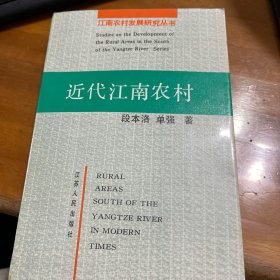 江南农村发展研究丛书
Studies on the Development or
the Rural Areas in the South
of the Yangter River Series
近代江南农村
段本洛 单强 著
RURAL
AREAS
SOUTH OF THE
YANGTZE RIVER
IN MODERN
TIMES
江苏人民出版社